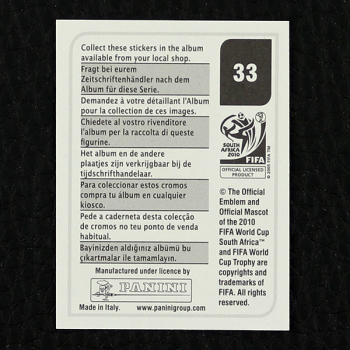 Collect these stickers in the album
available from your local shop.
Fragt bei eurem
Zeitschriftenhändler nach dem
Album für diese Serie.
Demandez à votre détaillant l'Album
pour la collection de ces images.
Chiedete al vostro rivenditore
l'album per la raccolta di queste
figurine.
Het album en de andere
plaatjes zijn verkrijgbaar bij de
tijdschrifthandelaar.
Para coleccionar estos cromos
compra tu álbum en cualquier
kiosco.
Pede a caderneta desta colecção
de cromos no teu ponto de venda
habitual.
Bayinizden aldığınız albümü bu
çıkartmalar ile tamamlayın.
Manufactured under licence by
PANINI
Made in Italy. www.paninigroup.com
33
SOUTH AFRICA
2010
FIFA
© 2005 FIFA TM
OFFICIAL LICENSED
PRODUCT
© The Official
Emblem and
Official Mascot
of the 2010
FIFA World Cup
South Africa™
and FIFA World
Cup Trophy are
copyrights and
trademarks of
FIFA. All rights
reserved.